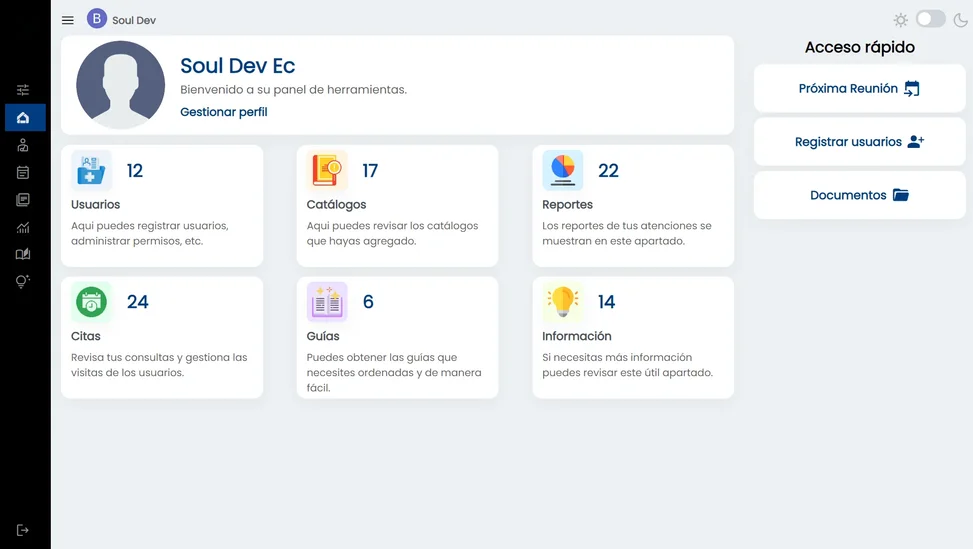 B Soul Dev
Soul Dev Ec
Bienvenido a su panel de herramientas.
Gestionar perfil
12
Usuarios
Aqui puedes registrar usuarios,
administrar permisos, etc.
17
Catálogos
Aqui puedes revisar los catálogos
que hayas agregado.
22
Reportes
Los reportes de tus atenciones se
muestran en este apartado.
24
Citas
Revisa tus consultas y gestiona las
visitas de los usuarios.
6
Guías
Puedes obtener las guías que
necesites ordenadas y de manera
fácil.
14
Información
Si necesitas más información
puedes revisar este útil apartado.
Acceso rápido
Próxima Reunión
Registrar usuarios
Documentos